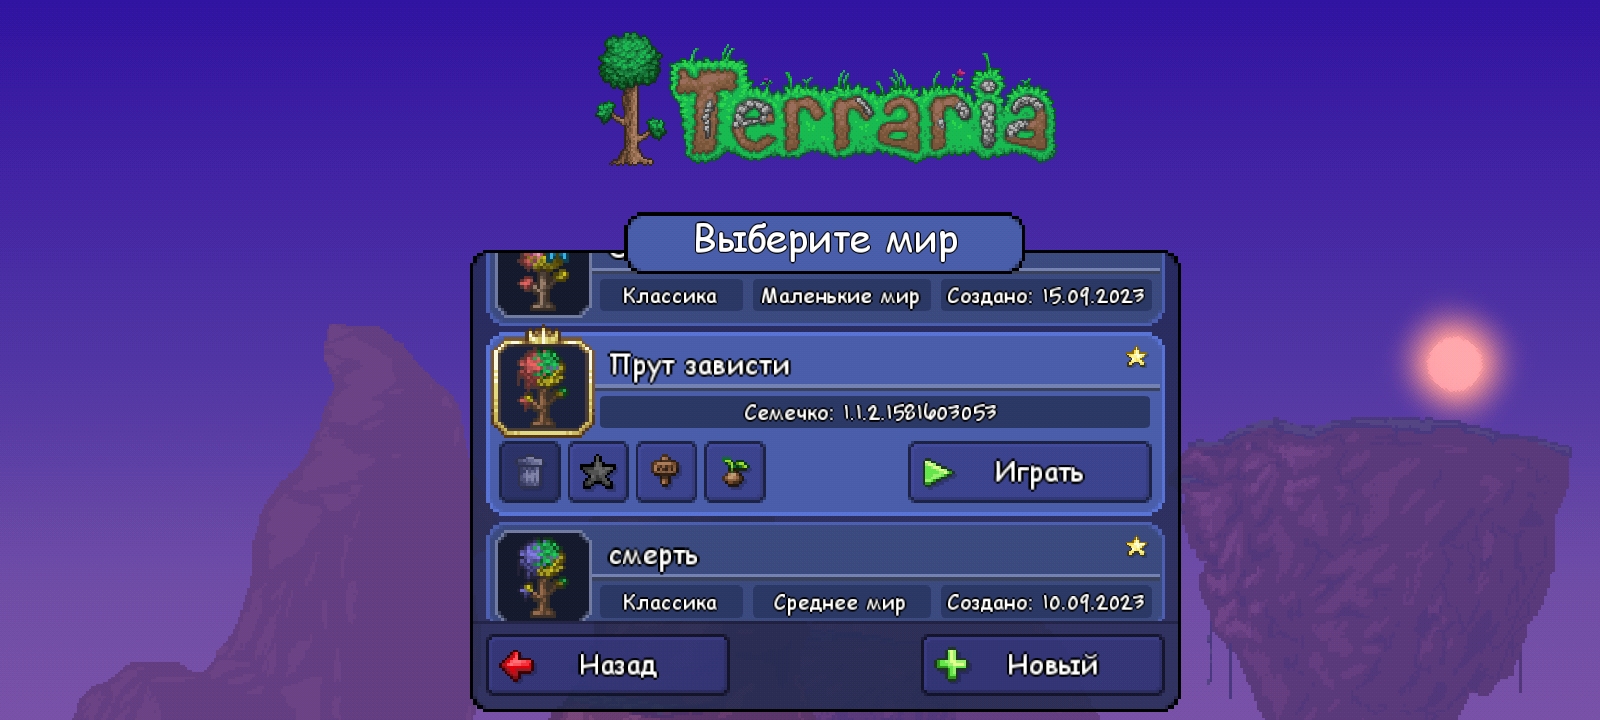 Terraria
Выберите мир
Классика Маленькие мир Создано: 15.09.2023
Прут зависти
Семечко: 1.1.2.1581603053
Играть
смерть
Классика Среднее мир Создано: 10.09.2023
Назад Новый